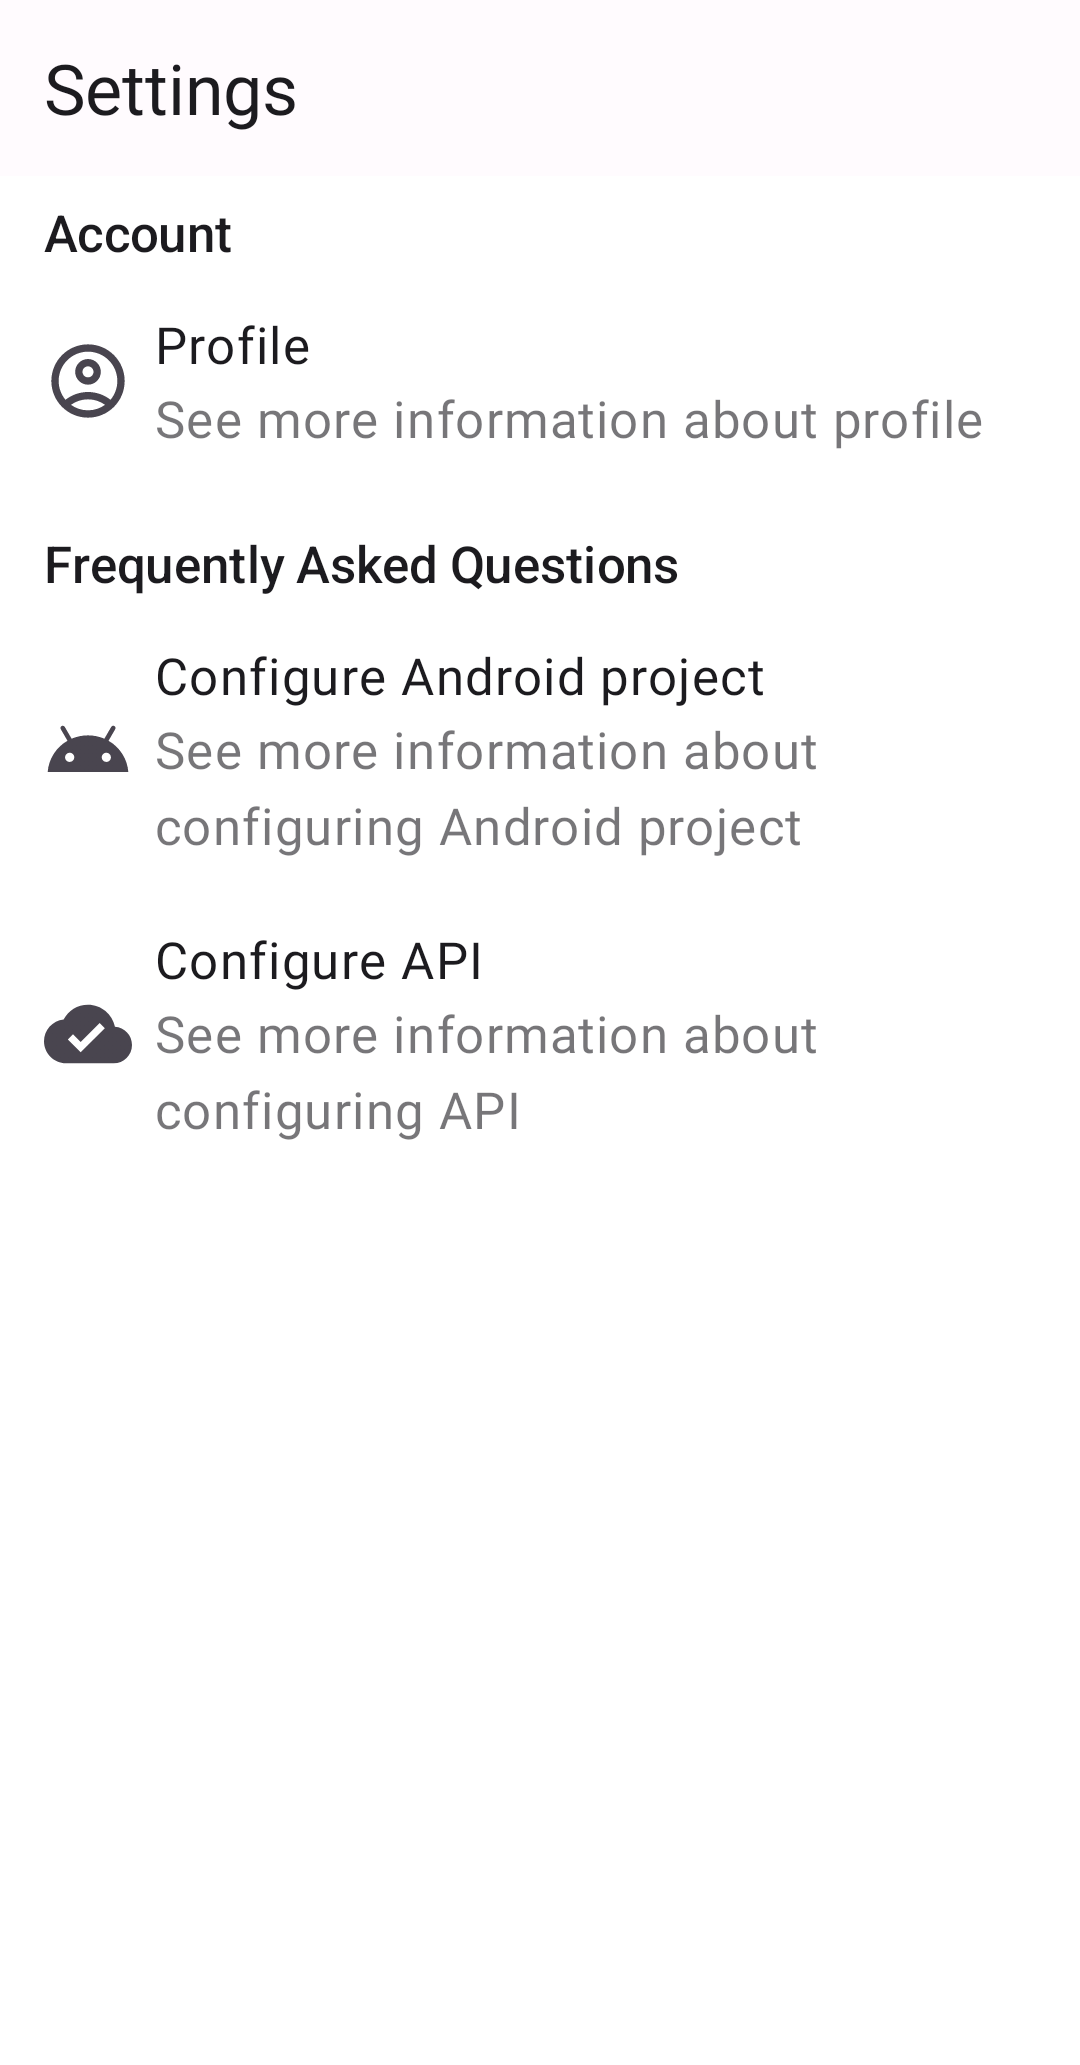 Settings
Account
Profile
See more information about profile
Frequently Asked Questions
Configure Android project
See more information about
configuring Android project
Configure API
See more information about
configuring API